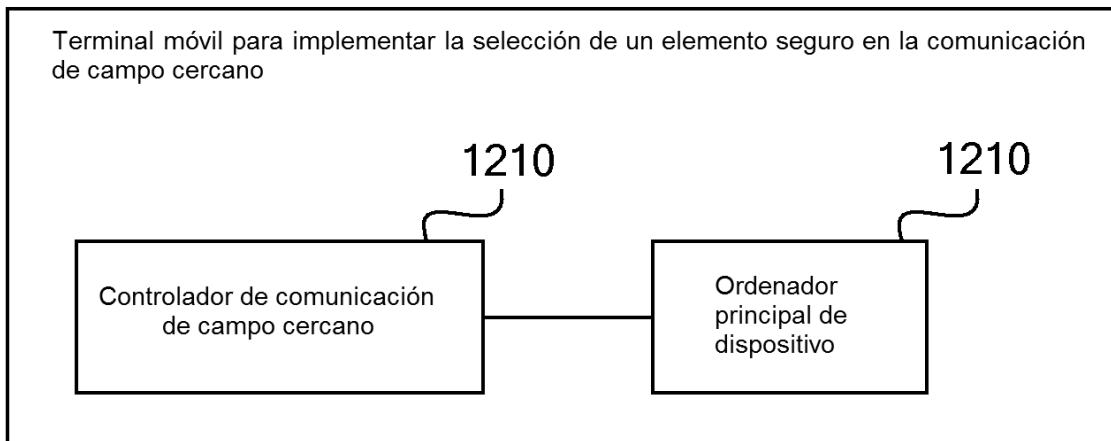 Terminal móvil para implementar la selección de un elemento seguro en la comunicación
de campo cercano
1210
1210
Controlador de comunicación
de campo cercano
Ordenador
principal de
dispositivo